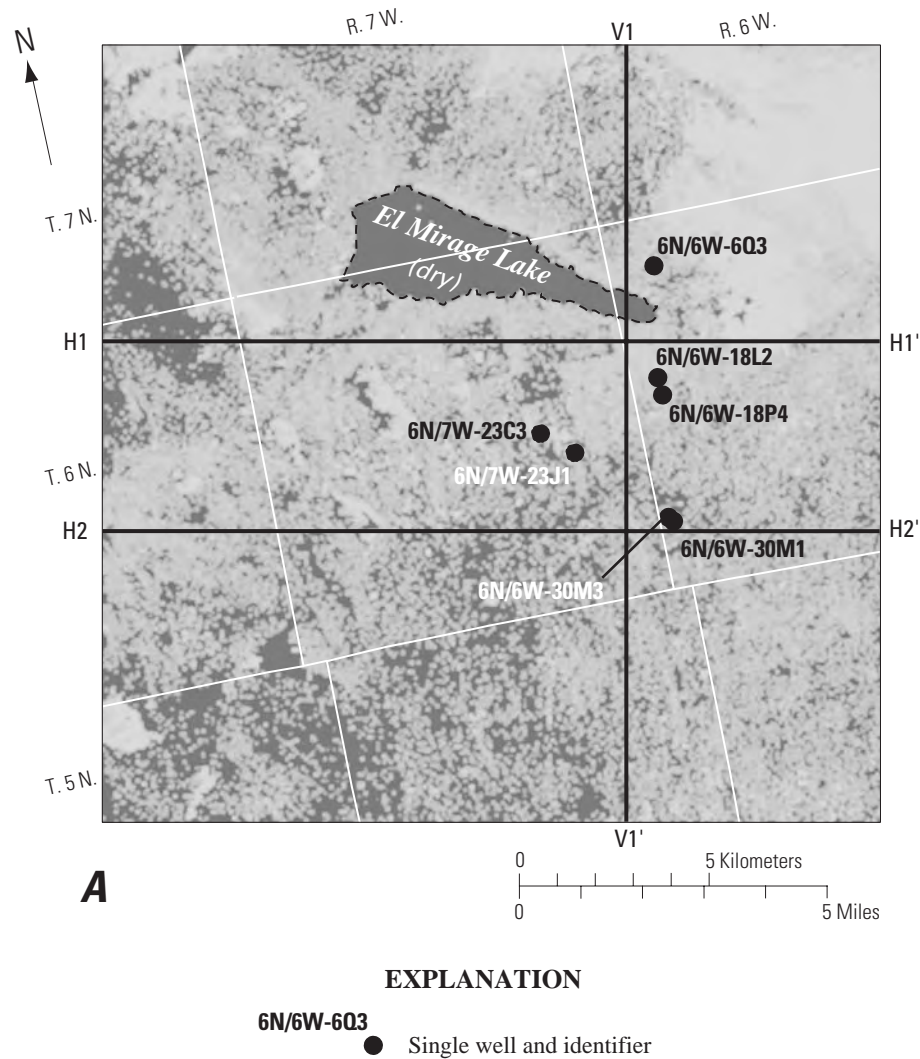 N
R. 7 W.
V1
R. 6 W.
T. 7 N.
El Mirage Lake
(dry)
6N/6W-6Q3
H1
H1'
6N/6W-18L2
6N/6W-18P4
6N/7W-23C3
6N/7W-23J1
T. 6 N.
H2
H2'
6N/6W-30M1
6N/6W-30M3
T. 5 N.
V1'
A
0 5 Kilometers
0 5 Miles
EXPLANATION
6N/6W-6Q3
Single well and identifier